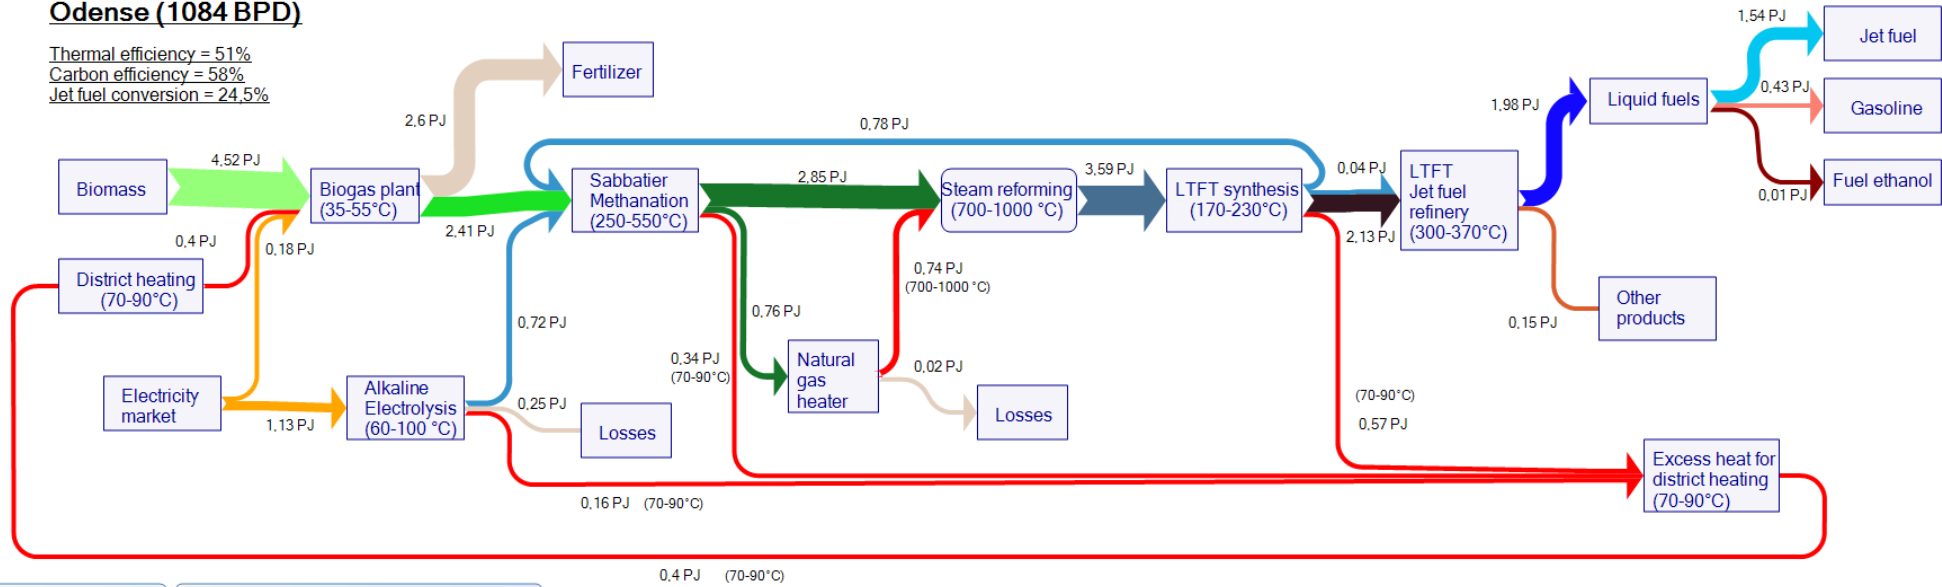 Odense (1084 BPD)
Thermal efficiency = 51%
Carbon efficiency = 58%
Jet fuel conversion = 24,5%
Biomass
4,52 PJ
Biogas plant
(35-55°C)
2,6 PJ
Fertilizer
2,41 PJ
0,4 PJ
0,18 PJ
District heating
(70-90°C)
Electricity
market
1,13 PJ
Alkaline
Electrolysis
(60-100 °C)
0,72 PJ
0,25 PJ
Losses
0,16 PJ (70-90°C)
0,78 PJ
Sabbatier
Methanation
(250-550°C)
2,85 PJ
0,76 PJ
0,34 PJ
(70-90°C)
Natural
gas
heater
0,74 PJ
(700-1000 °C)
0,02 PJ
Losses
Steam reforming
(700-1000 °C)
3,59 PJ
LTFT synthesis
(170-230°C)
0,04 PJ
2,13 PJ
(70-90°C)
0,57 PJ
LTFT
Jet fuel
refinery
(300-370°C)
1,98 PJ
0,15 PJ
Other
products
Liquid fuels
1,54 PJ
Jet fuel
0,43 PJ
Gasoline
0,01 PJ
Fuel ethanol
Excess heat for
district heating
(70-90°C)
0,4 PJ (70-90°C)